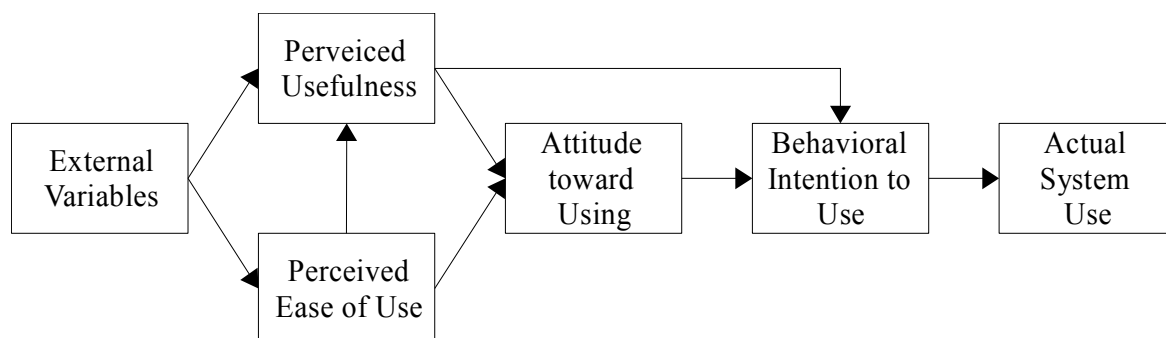 External
Variables
Perveiced
Usefulness
Perceived
Ease of Use
Attitude
toward
Using
Behavioral
Intention to
Use
Actual
System
Use